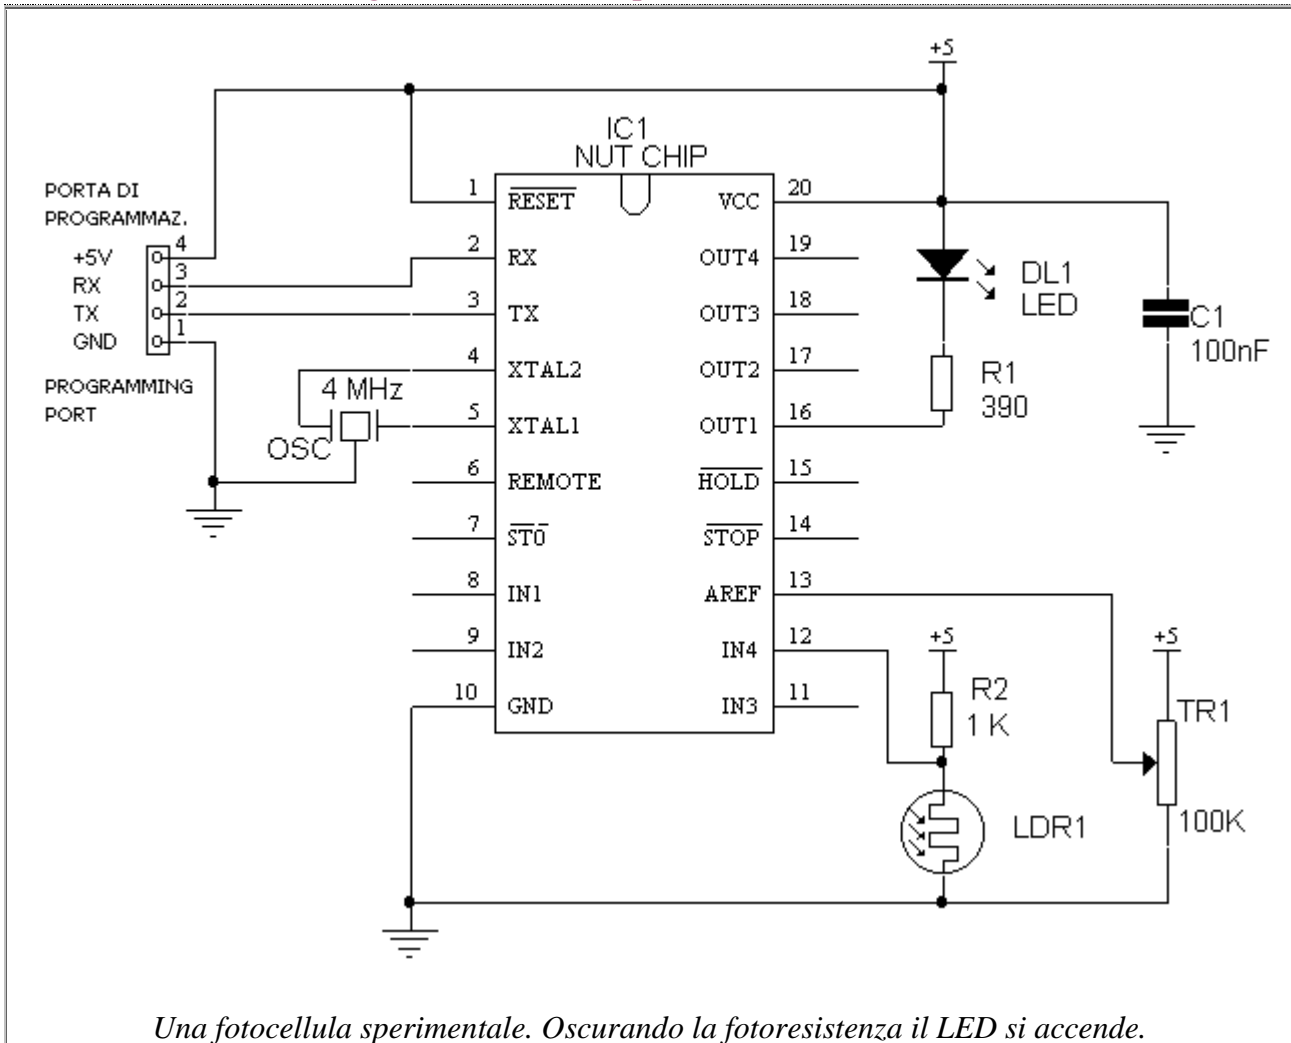 +5
IC1
NUT CHIP
PORTA DI
PROGRAMMAZ.
+5V 4
RX 3
TX 2
GND 1
PROGRAMMING
PORT
4 MHz
OSC
1 RESET
2 RX
3 TX
4 XTAL2
5 XTAL1
6 REMOTE
7 ST0
8 IN1
9 IN2
10 GND
VCC 20
OUT4 19
OUT3 18
OUT2 17
OUT1 16
HOLD 15
STOP 14
AREF 13
IN4 12
IN3 11
DL1
LED
R1
390
C1
100nF
+5
R2
1 K
LDR1
+5
TR1
100K
Una fotocellula sperimentale. Oscurando la fotoresistenza il LED si accende.